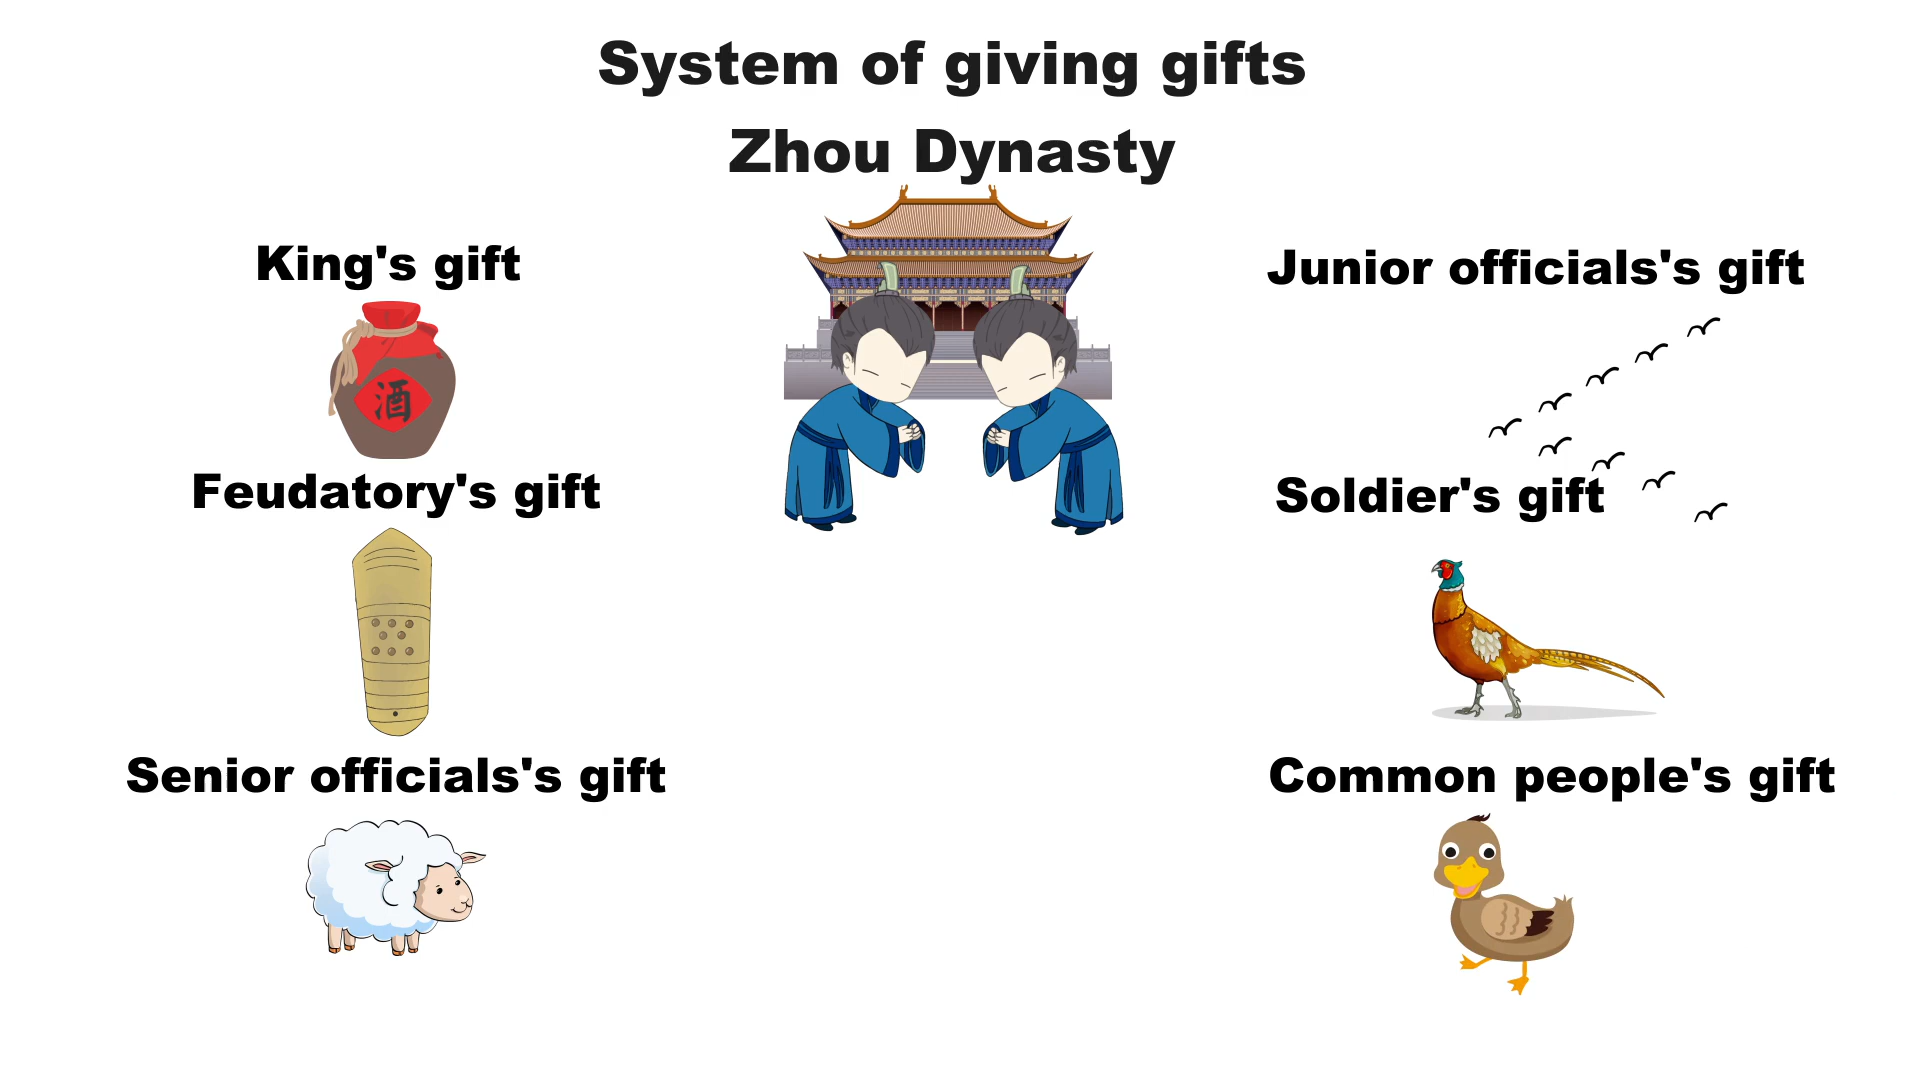 System of giving gifts
Zhou Dynasty
King's gift
酒
Feudatory's gift
Senior officials's gift
Junior officials's gift
Soldier's gift
Common people's gift